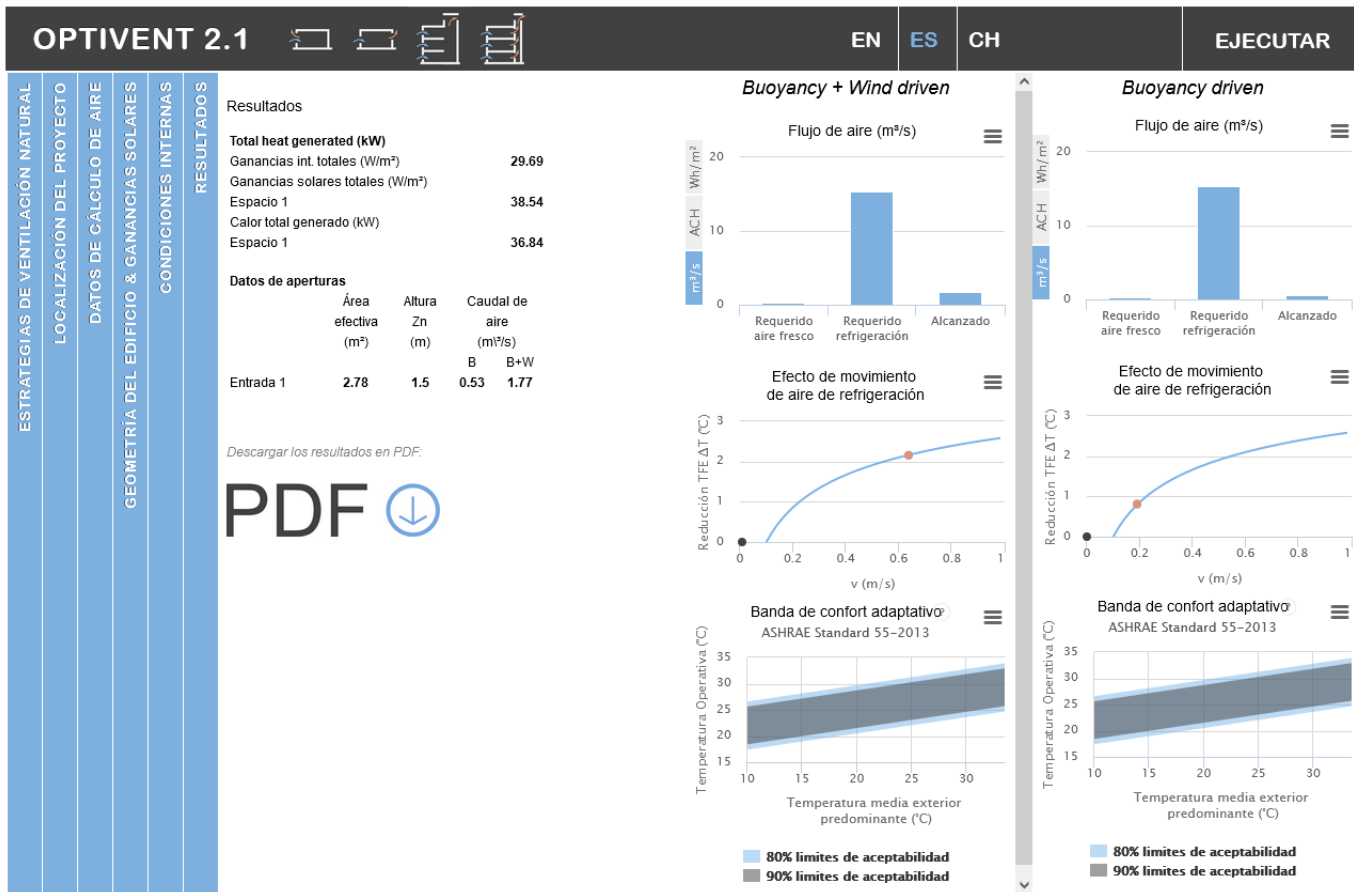 OPTIVENT 2.1
EN
ES
CH
EJECUTAR
ESTRATEGIAS DE VENTILACIÓN NATURAL
LOCALIZACIÓN DEL PROYECTO
DATOS DE CÁLCULO DE AIRE
GEOMETRÍA DEL EDIFICIO & GANANCIAS SOLARES
CONDICIONES INTERNAS
RESULTADOS
Resultados
Total heat generated (kW)
Ganancias int. totales (W/m²) 29.69
Ganancias solares totales (W/m²)
Espacio 1 38.54
Calor total generado (kW)
Espacio 1 36.84
Datos de aperturas
Área Altura Caudal de
efectiva Zn aire
(m²) (m) (m\³/s)
B B+W
Entrada 1 2.78 1.5 0.53 1.77
Descargar los resultados en PDF:
PDF
Buoyancy + Wind driven
Flujo de aire (m³/s)
Wh/m²
ACH
m³/s
20
10
0
Requerido
aire fresco
Requerido
refrigeración
Alcanzado
Efecto de movimiento
de aire de refrigeración
Reducción TFE ΔT (°C)
3
2
1
0
0 0.2 0.4 0.6 0.8 1
v (m/s)
Banda de confort adaptativo?
ASHRAE Standard 55-2013
Temperatura Operativa (°C)
35
30
25
20
15
10 15 20 25 30
Temperatura media exterior
predominante (°C)
80% limites de aceptabilidad
90% limites de aceptabilidad
Buoyancy driven
Flujo de aire (m³/s)
Wh/m²
ACH
m³/s
20
10
0
Requerido
aire fresco
Requerido
refrigeración
Alcanzado
Efecto de movimiento
de aire de refrigeración
Reducción TFE ΔT (°C)
3
2
1
0
0 0.2 0.4 0.6 0.8 1
v (m/s)
Banda de confort adaptativo?
ASHRAE Standard 55-2013
Temperatura Operativa (°C)
35
30
25
20
15
10 15 20 25 30
Temperatura media exterior
predominante (°C)
80% limites de aceptabilidad
90% limites de aceptabilidad